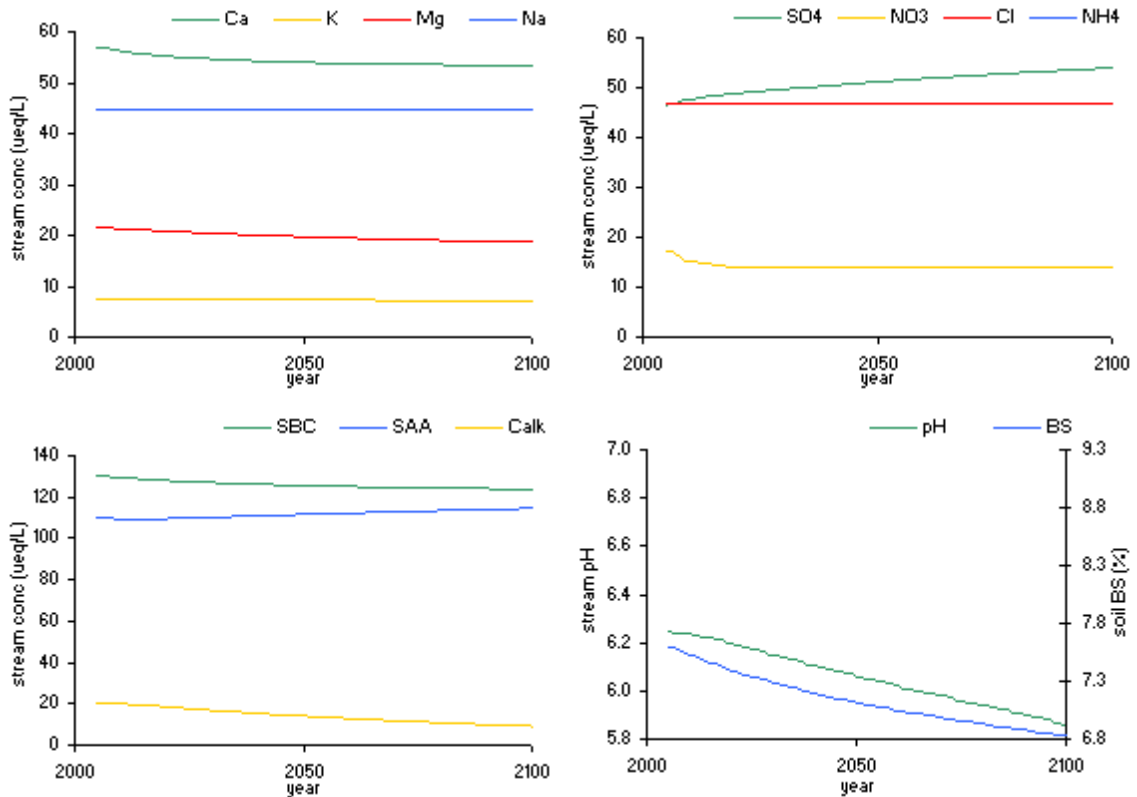 Ca K Mg Na
60
50
40
30
20
10
0
stream conc (ueq/L)
2000 2050 2100
year
SO4 NO3 Cl NH4
60
50
40
30
20
10
0
stream conc (ueq/L)
2000 2050 2100
year
SBC SAA Calk
140
120
100
80
60
40
20
0
stream conc (ueq/L)
2000 2050 2100
year
pH BS
7.0 9.3
6.8 8.8
6.6 8.3
6.4 7.8
6.2 7.3
6.0 6.8
5.8
stream pH
soil BS (%)
2000 2050 2100
year